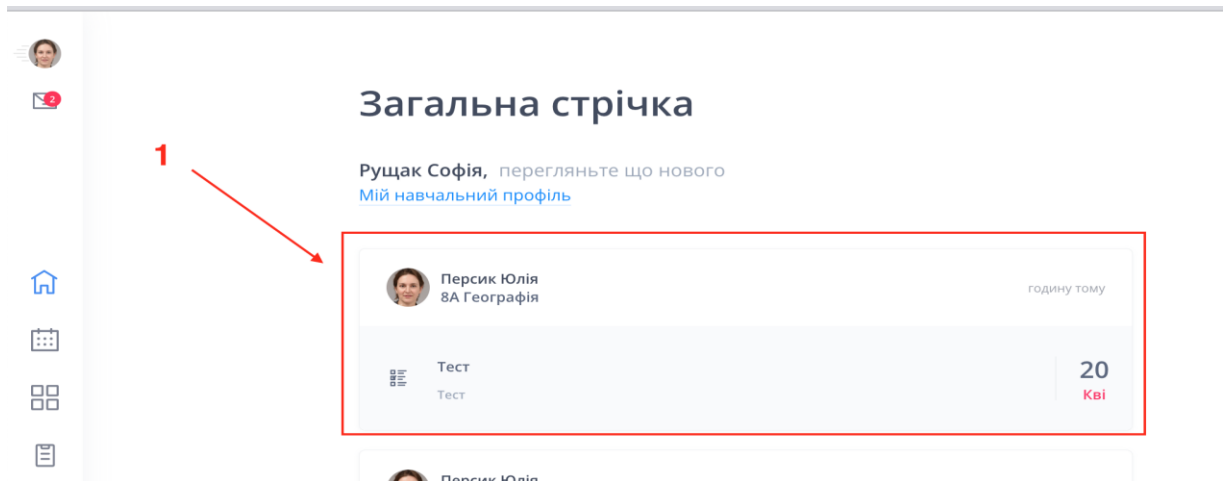 2
Загальна стрічка
1
Рущак Софія, перегляньте що нового
Мій навчальний профіль
Персик Юлія
8А Географія
годину тому
Тест
Тест
20
Кві
Персик Юлія